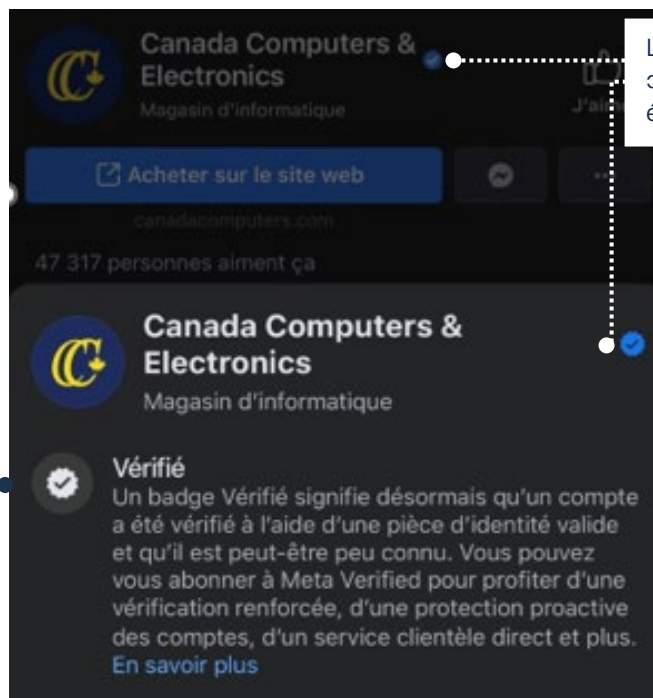 Canada Computers &
Electronics
Magasin d'informatique
J'aime
Acheter sur le site web
canadacomputers.com
47 317 personnes aiment ça
Canada Computers &
Electronics
Magasin d'informatique
Vérifié
Un badge Vérifié signifie désormais qu'un compte
a été vérifié à l'aide d'une pièce d'identité valide
et qu'il est peut-être peu connu. Vous pouvez
vous abonner à Meta Verified pour profiter d'une
vérification renforcée, d'une protection proactive
des comptes, d'un service clientèle direct et plus.
En savoir plus